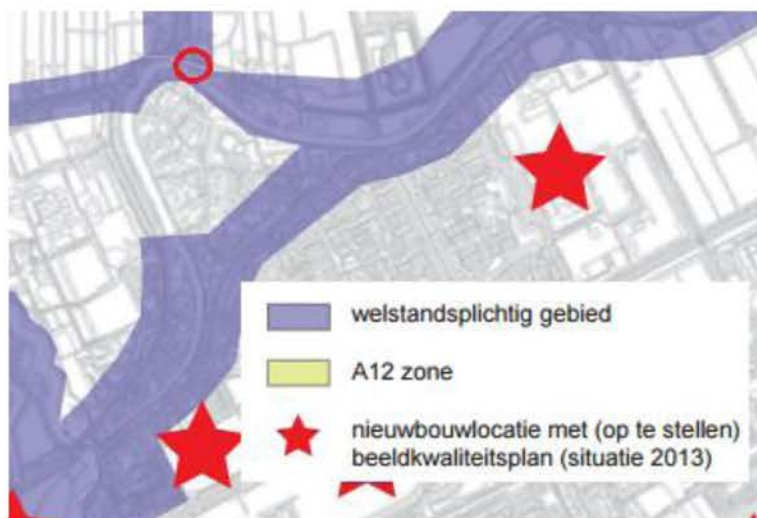 welstandsplichtig gebied
A12 zone
nieuwbouwlocatie met (op te stellen)
beeldkwaliteitsplan (situatie 2013)